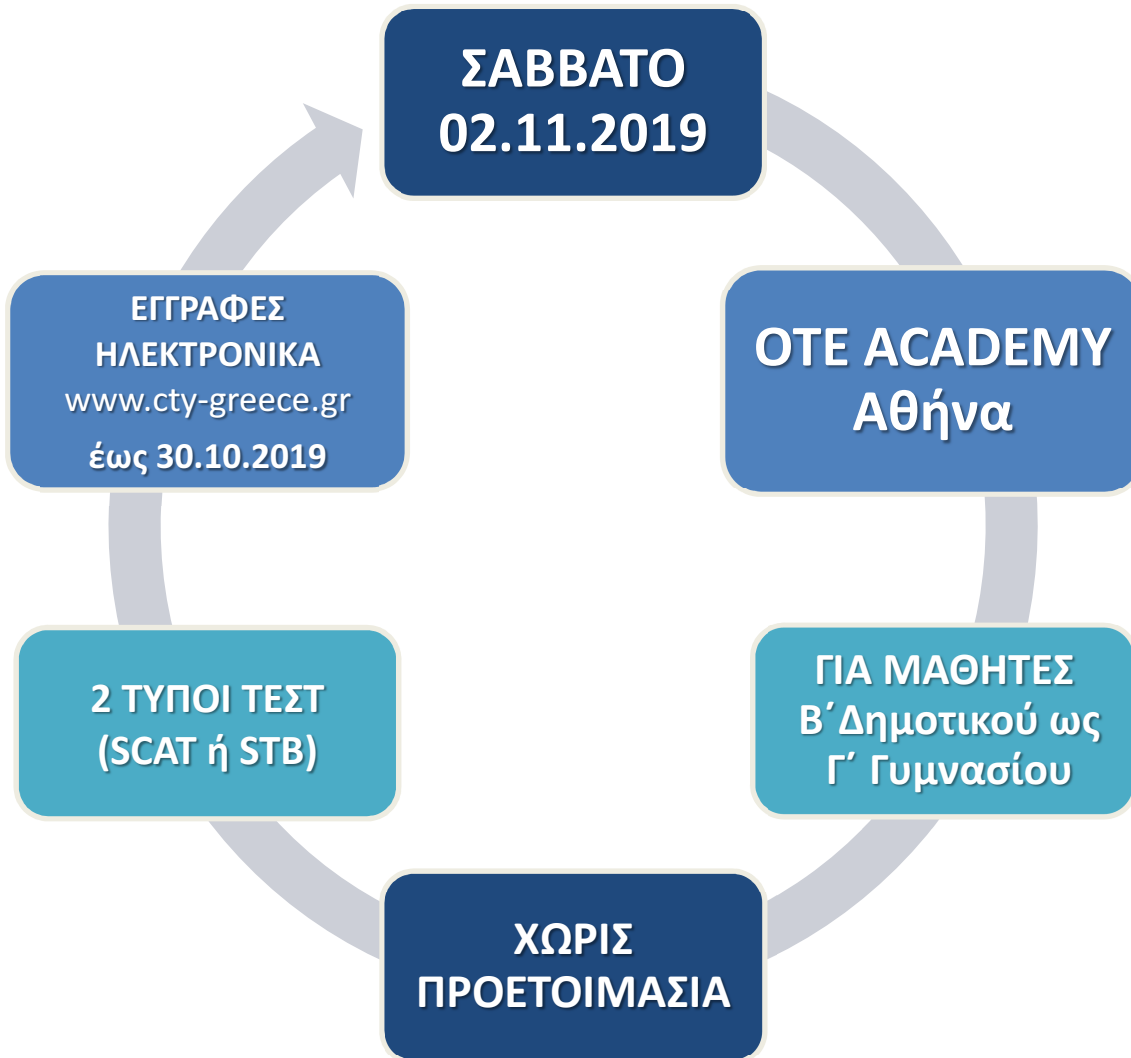 ΣΑΒΒΑΤΟ
02.11.2019
OTE ACADEMY
Αθήνα
ΓΙΑ ΜΑΘΗΤΕΣ
Β΄Δημοτικού ως
Γ΄ Γυμνασίου
ΧΩΡΙΣ
ΠΡΟΕΤΟΙΜΑΣΙΑ
2 ΤΥΠΟΙ ΤΕΣΤ
(SCAT ή STB)
ΕΓΓΡΑΦΕΣ
ΗΛΕΚΤΡΟΝΙΚΑ
www.cty-greece.gr
έως 30.10.2019